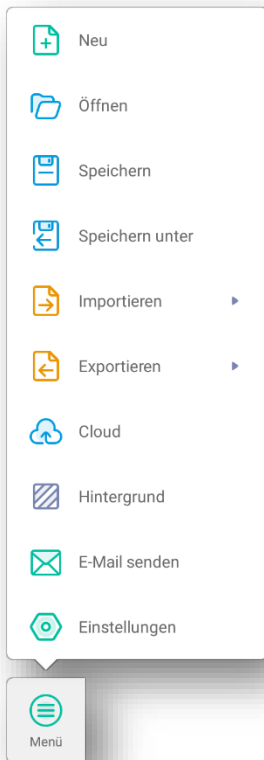 Neu
Öffnen
Speichern
Speichern unter
Importieren
Exportieren
Cloud
Hintergrund
E-Mail senden
Einstellungen
Menü